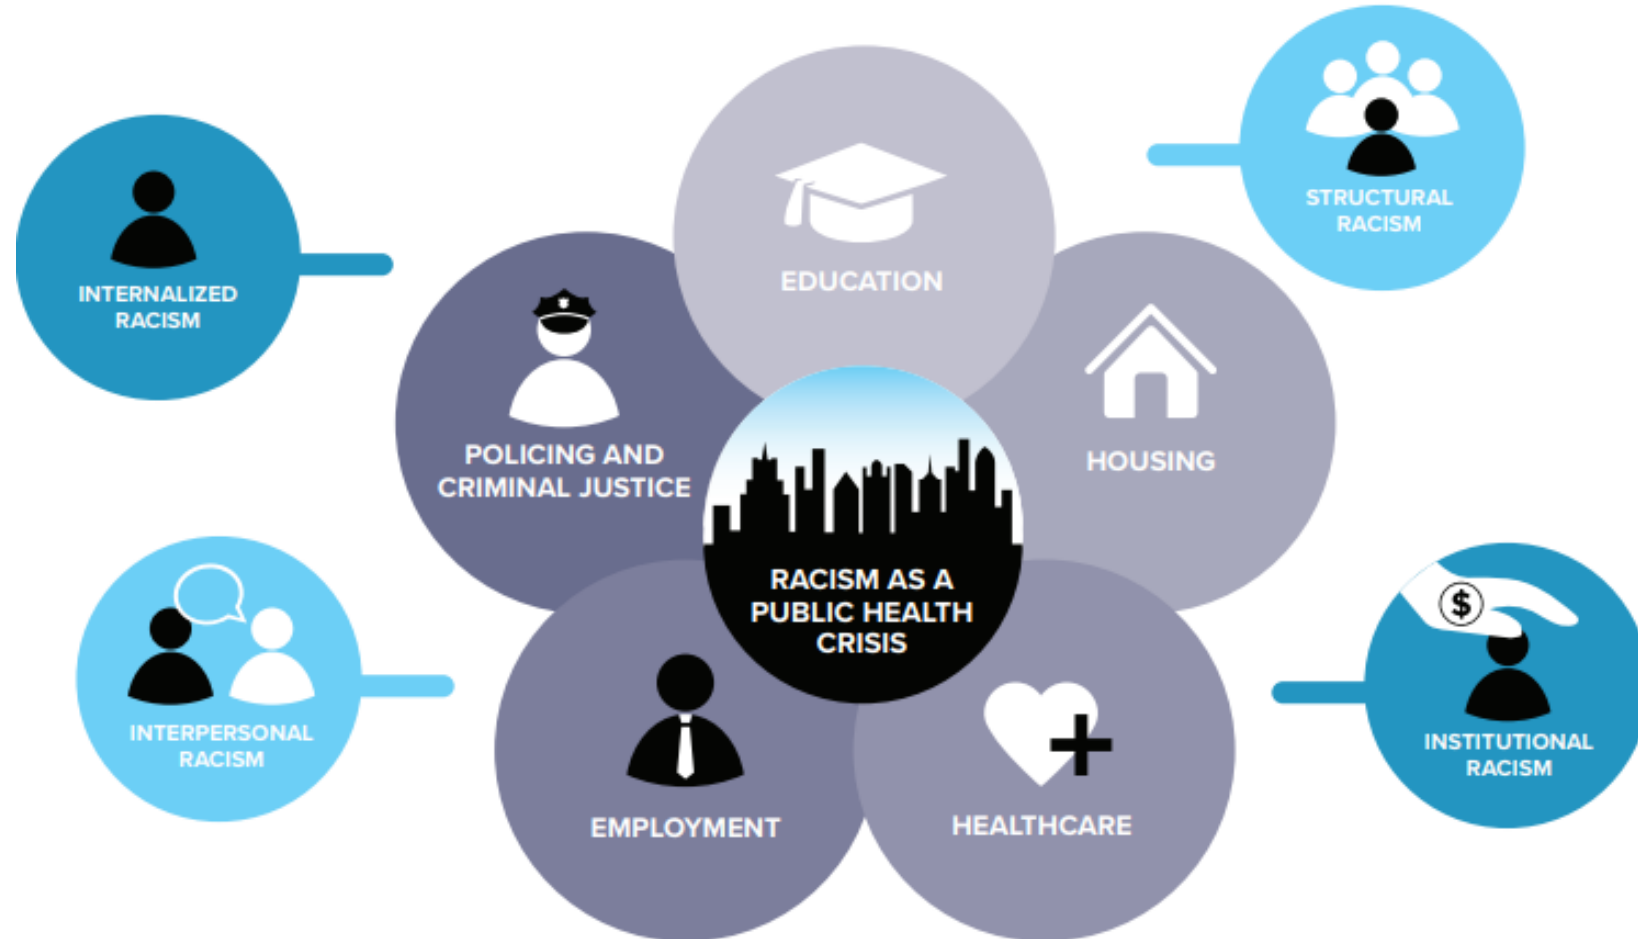 STRUCTURAL
RACISM
EDUCATION
INTERNALIZED
RACISM
POLICING AND
CRIMINAL JUSTICE
HOUSING
RACISM AS A
PUBLIC HEALTH
CRISIS
INTERPERSONAL
RACISM
$
INSTITUTIONAL
RACISM
EMPLOYMENT
HEALTHCARE